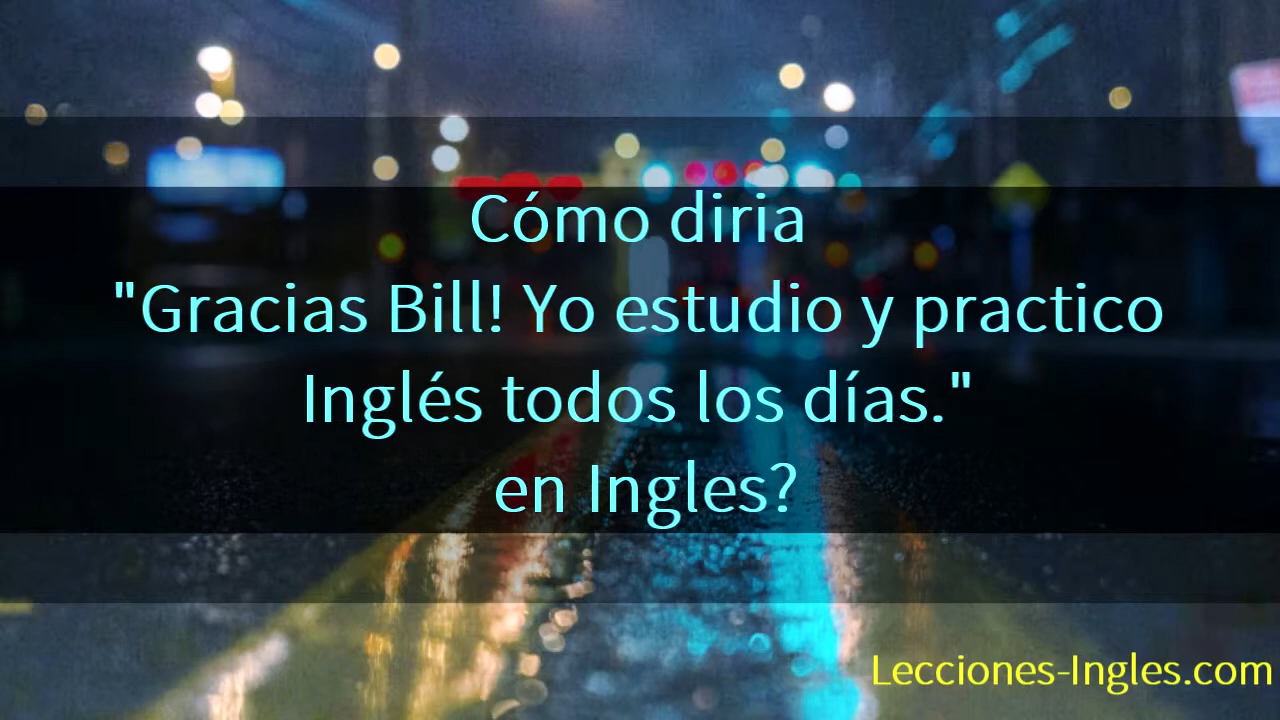 Cómo diria
"Gracias Bill! Yo estudio y practico
Inglés todos los días."
en Ingles?
Lecciones-Ingles.com